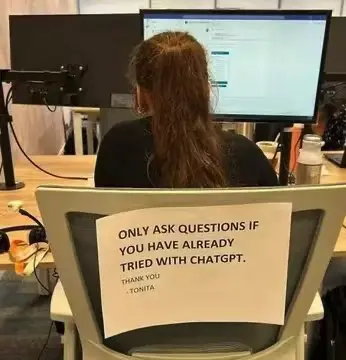 ONLY ASK QUESTIONS IF
YOU HAVE ALREADY
TRIED WITH CHATGPT.
THANK YOU
- TONITA